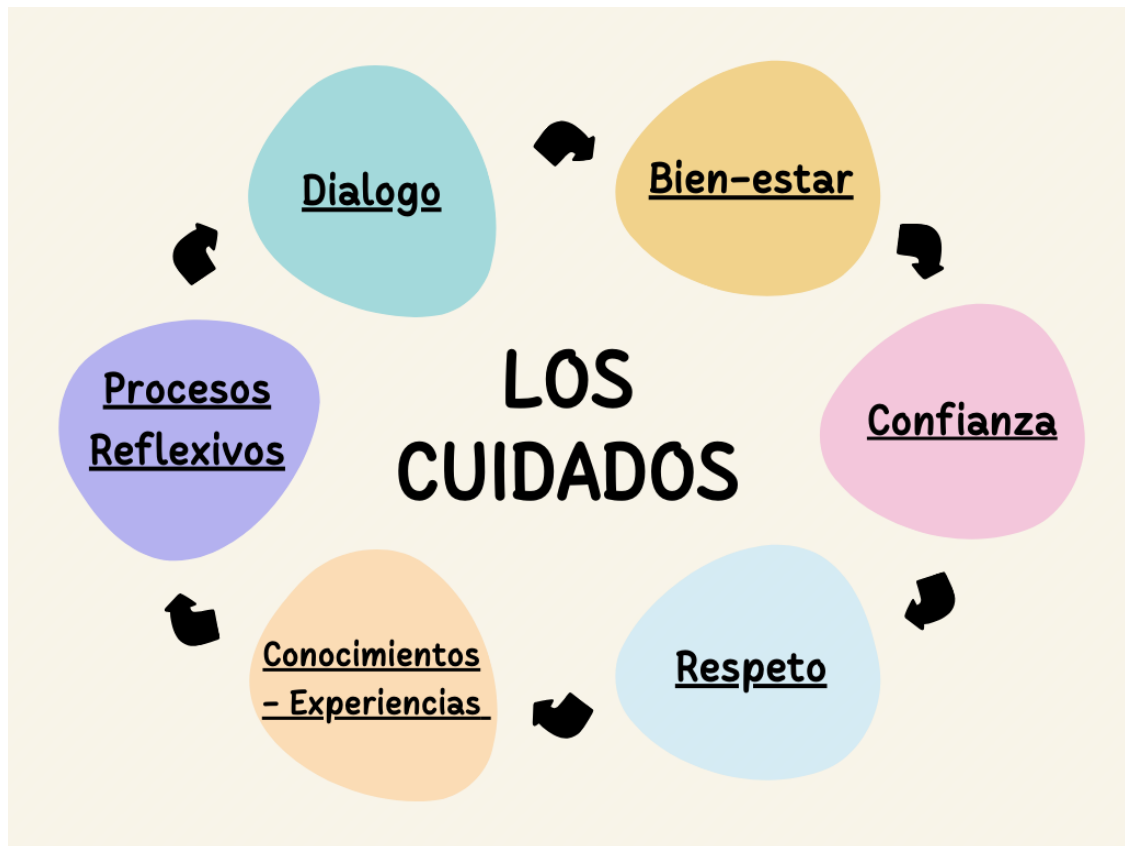 Dialogo
Bien-estar
Confianza
Respeto
Conocimientos
- Experiencias
Procesos
Reflexivos
LOS
CUIDADOS